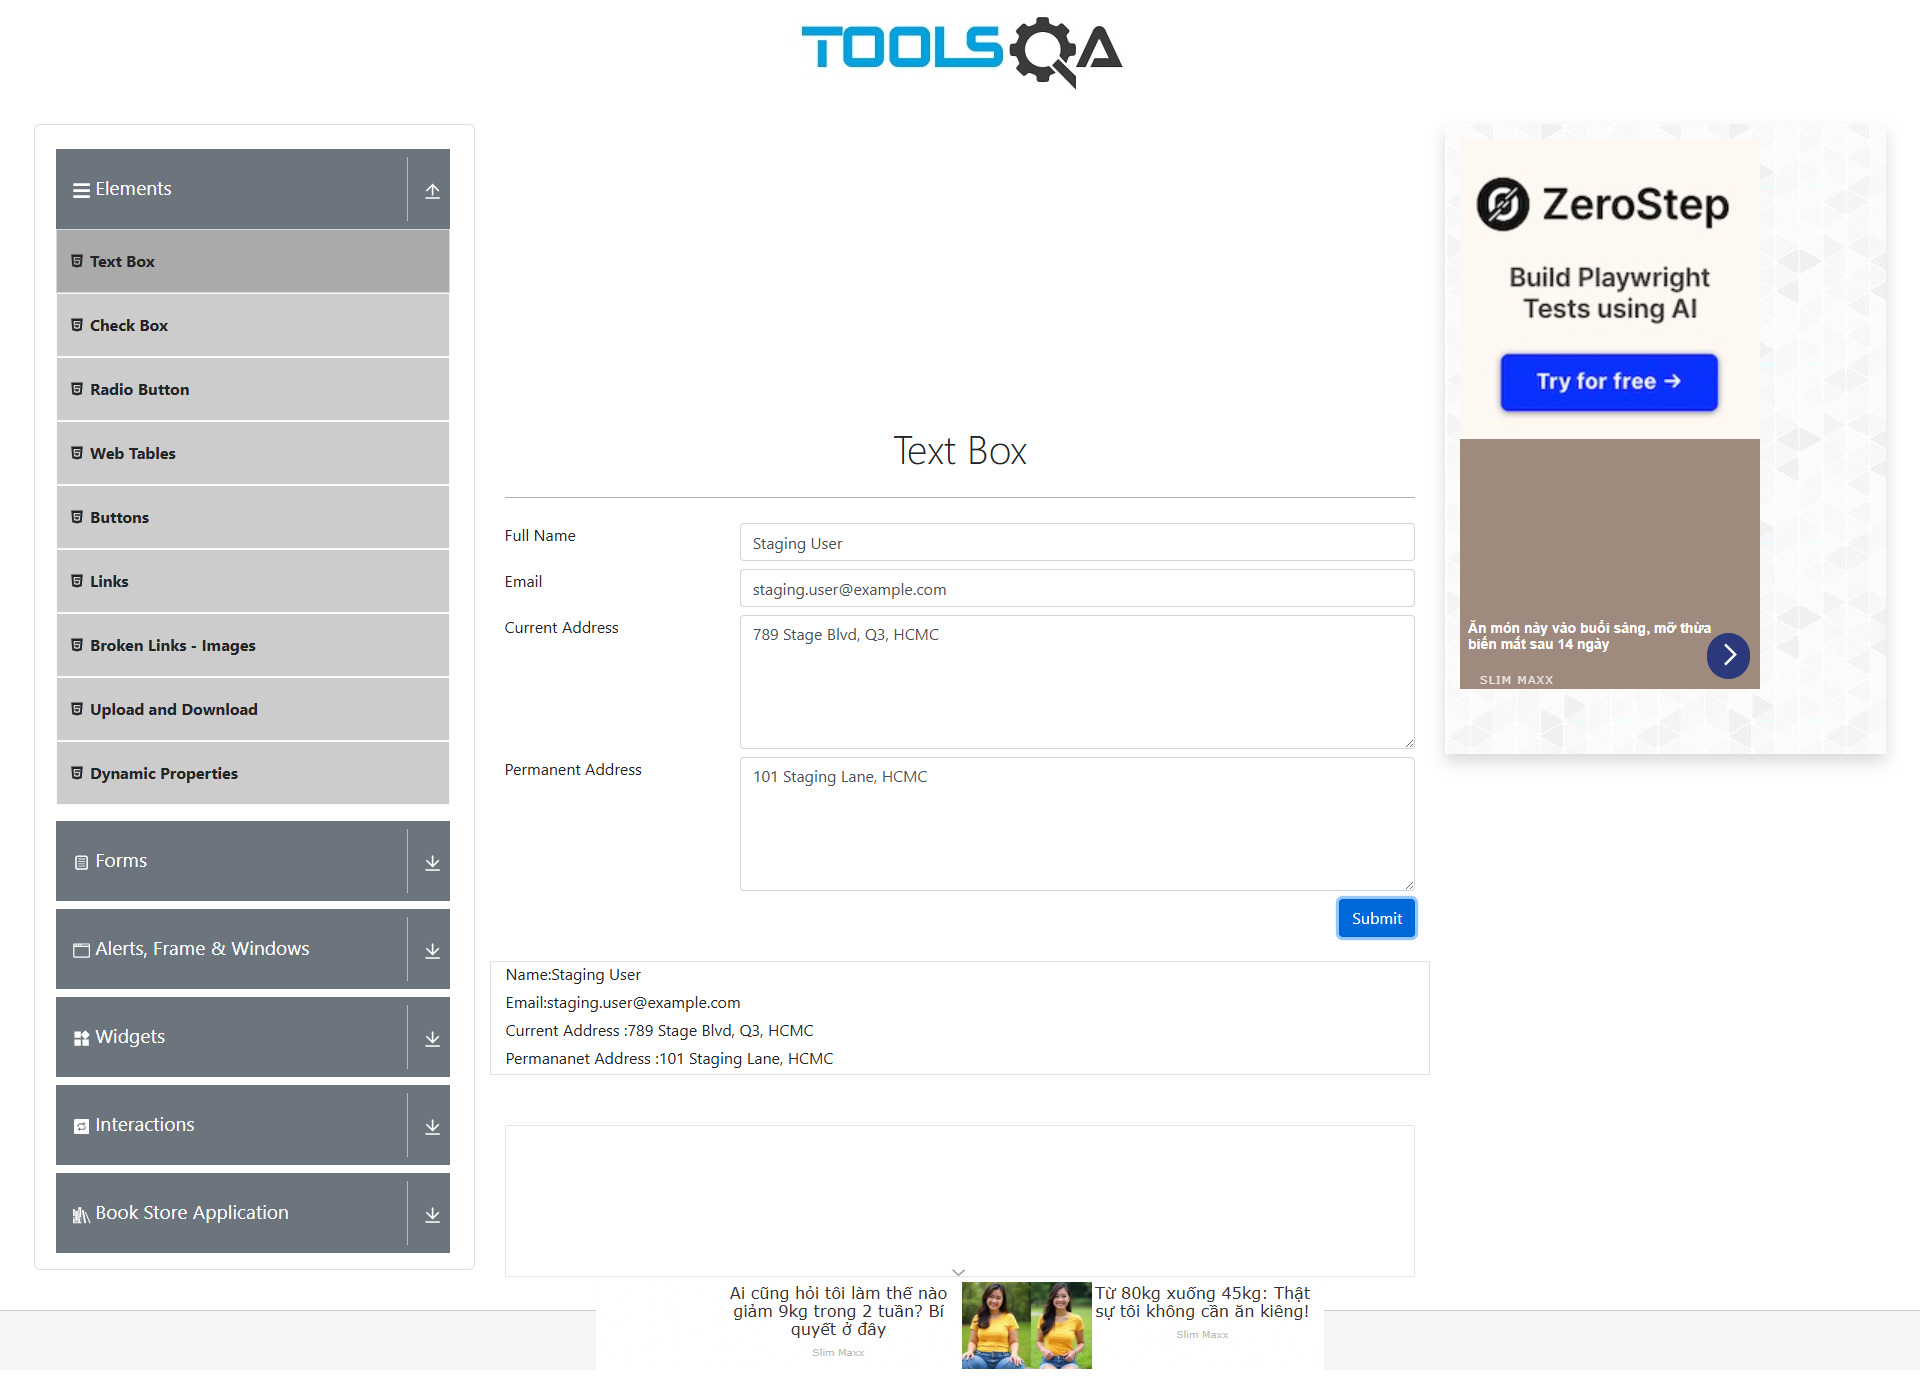 TOOLSQA
Elements
Text Box
Check Box
Radio Button
Web Tables
Buttons
Links
Broken Links - Images
Upload and Download
Dynamic Properties
Forms
Alerts, Frame & Windows
Widgets
Interactions
Book Store Application
Text Box
Full Name
Staging User
Email
staging.user@example.com
Current Address
789 Stage Blvd, Q3, HCMC
Permanent Address
101 Staging Lane, HCMC
Submit
Name:Staging User
Email:staging.user@example.com
Current Address :789 Stage Blvd, Q3, HCMC
Permananet Address :101 Staging Lane, HCMC
ZeroStep
Build Playwright
Tests using AI
Try for free →
Ăn món này vào buổi sáng, mỡ thừa
biến mất sau 14 ngày
SLIM MAXX
Ai cũng hỏi tôi làm thế nào
giảm 9kg trong 2 tuần? Bí
quyết ở đây
Slim Maxx
Từ 80kg xuống 45kg: Thật
sự tôi không cần ăn kiêng!
Slim Maxx